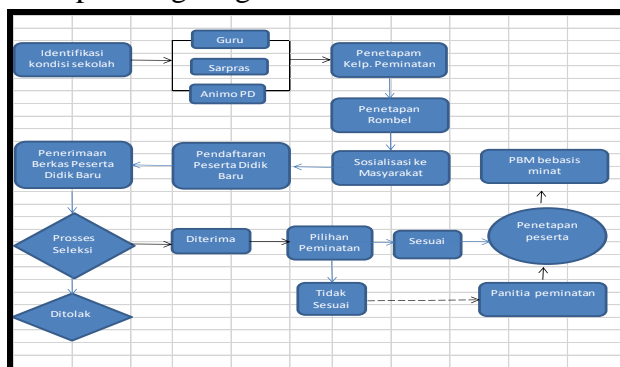 Guru
Identifikasi
kondisi sekolah
Sarpras
Animo PD
Penetapam
Kelp. Peminatan
Penetapan
Rombel
Penerimaan
Berkas Peserta
Didik Baru
Pendaftaran
Peserta Didik
Baru
Sosialisasi ke
Masyarakat
PBM bebasis
minat
Prosses
Seleksi
Diterima
Pilihan
Peminatan
Sesuai
Penetapan
peserta
Ditolak
Tidak
Sesuai
Panitia peminatan